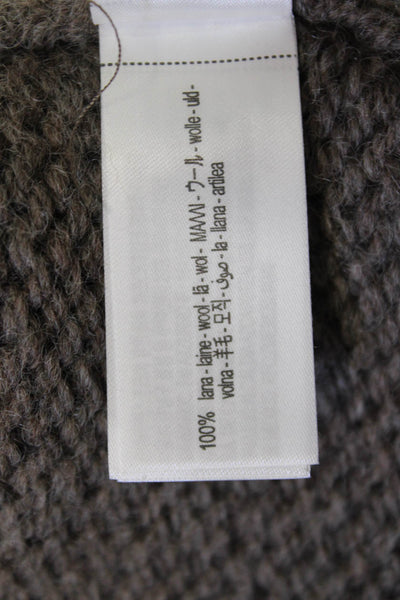 100% lana - laine - wool - lã - wol - ΜΑΛΛΙ - ウール - wolle - uld -
volna - 羊毛 - 모직 - صوف - la - llana - artilea